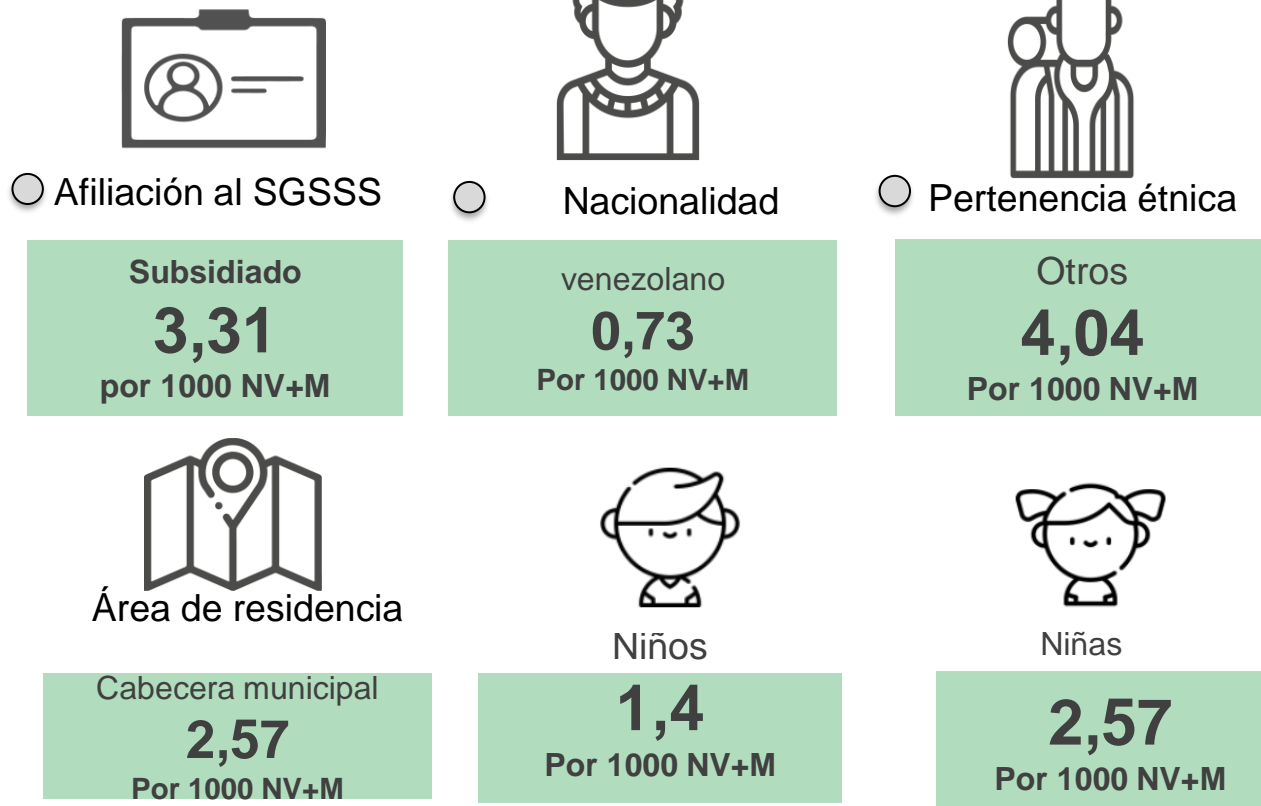 Afiliación al SGSSS
Subsidiado
3,31
por 1000 NV+M
Nacionalidad
venezolano
0,73
Por 1000 NV+M
Pertenencia étnica
Otros
4,04
Por 1000 NV+M
Área de residencia
Cabecera municipal
2,57
Por 1000 NV+M
Niños
1,4
Por 1000 NV+M
Niñas
2,57
Por 1000 NV+M